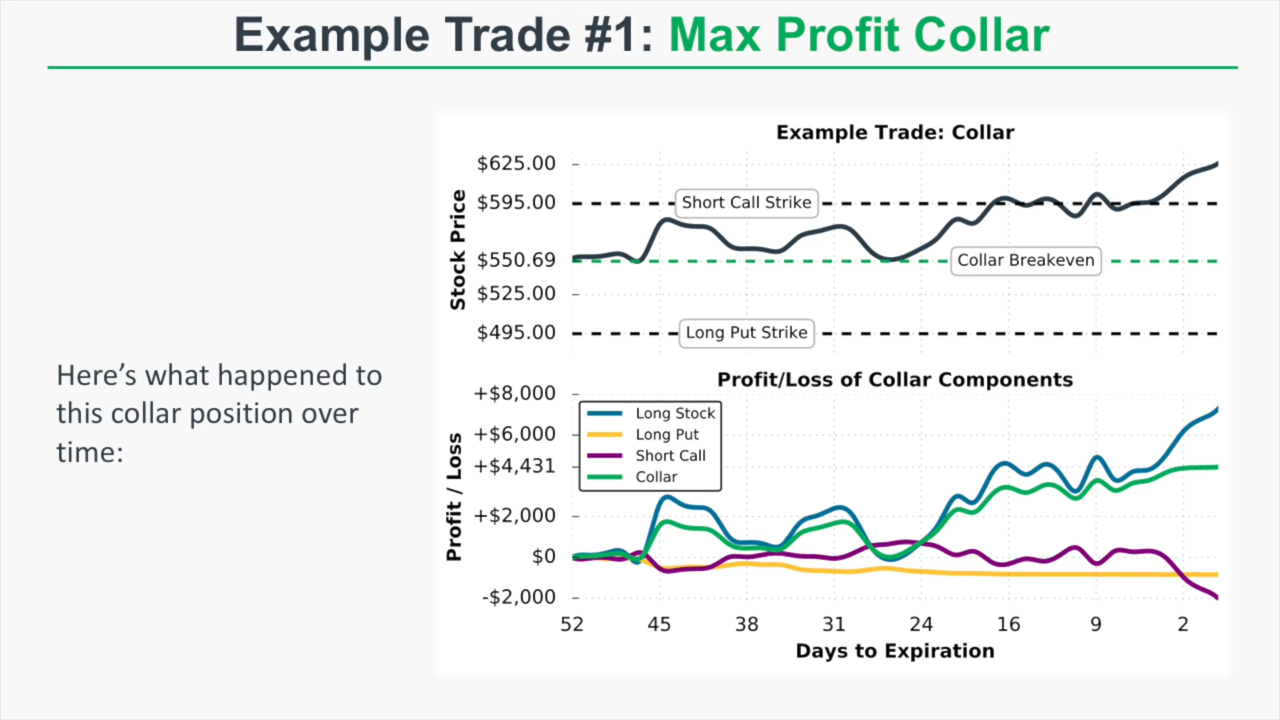 Example Trade #1: Max Profit Collar
Here's what happened to
this collar position over
time:
Example Trade: Collar
Stock Price
$625.00
$595.00
$550.69
$525.00
$495.00
Short Call Strike
Collar Breakeven
Long Put Strike
Profit/Loss of Collar Components
Profit / Loss
+$8,000
+$6,000
+$4,431
+$2,000
$0
-$2,000
Long Stock
Long Put
Short Call
Collar
52 45 38 31 24 16 9 2
Days to Expiration